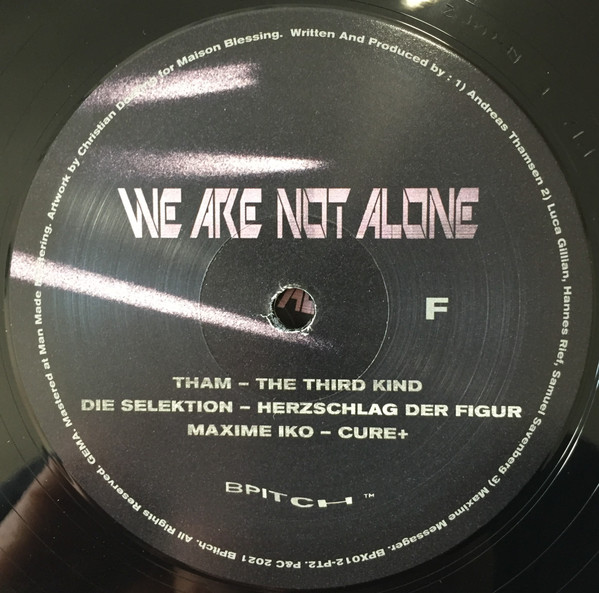 WE ARE NOT ALONE
F
THAM – THE THIRD KIND
DIE SELEKTION – HERZSCHLAG DER FIGUR
MAXIME IKO – CURE+
BPITCH ™
Artwork by Christian for Maison Blessing. Written And Produced by : 1) Andreas Thamsen 2) Luca Gillian, Hannes Rief, Samuel Savenberg 3) Maxime Messager. BPX012-PT2. P&C 2021 BPitch. All Rights Reserved. GEMA. Mastered at Man Made